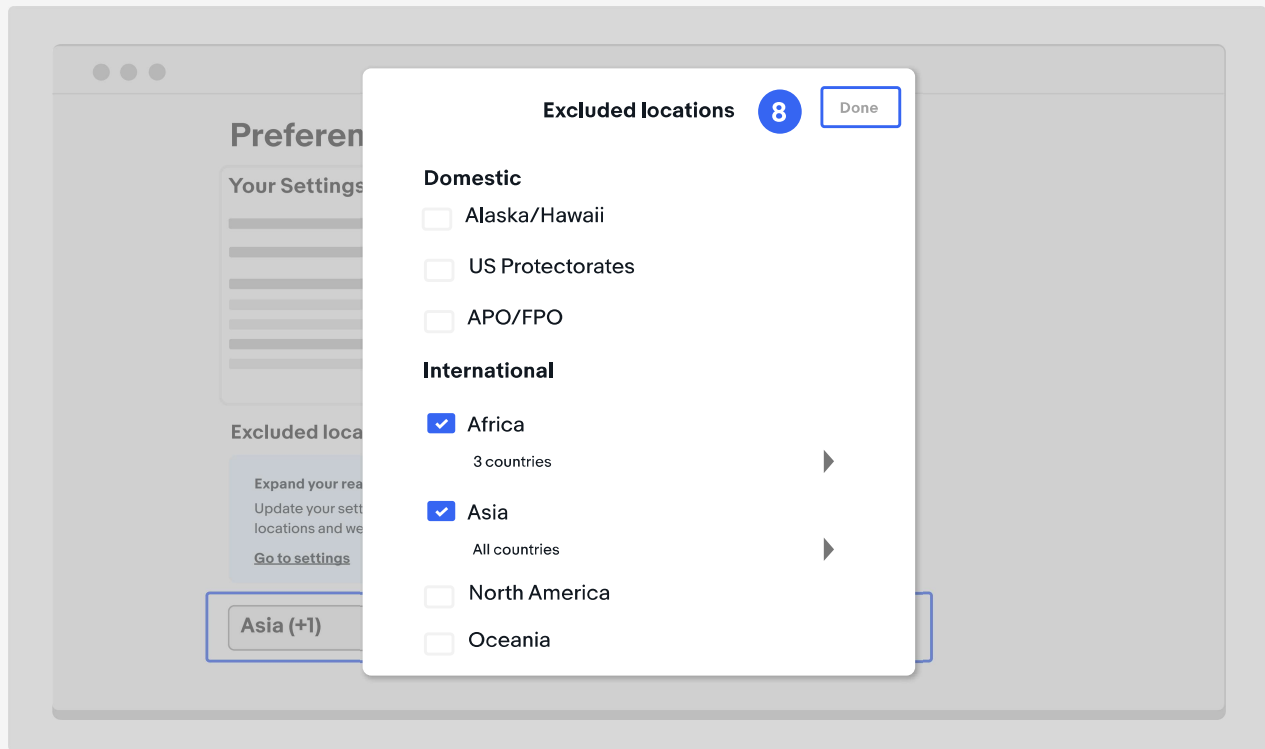 Excluded locations
8
Done
Preferen
Your Settings
Domestic
Alaska/Hawaii
US Protectorates
APO/FPO
International
Africa
3 countries
Asia
All countries
North America
Oceania
Excluded loca
Expand your rea
Update your sett
locations and we
Go to settings
Asia (+1)